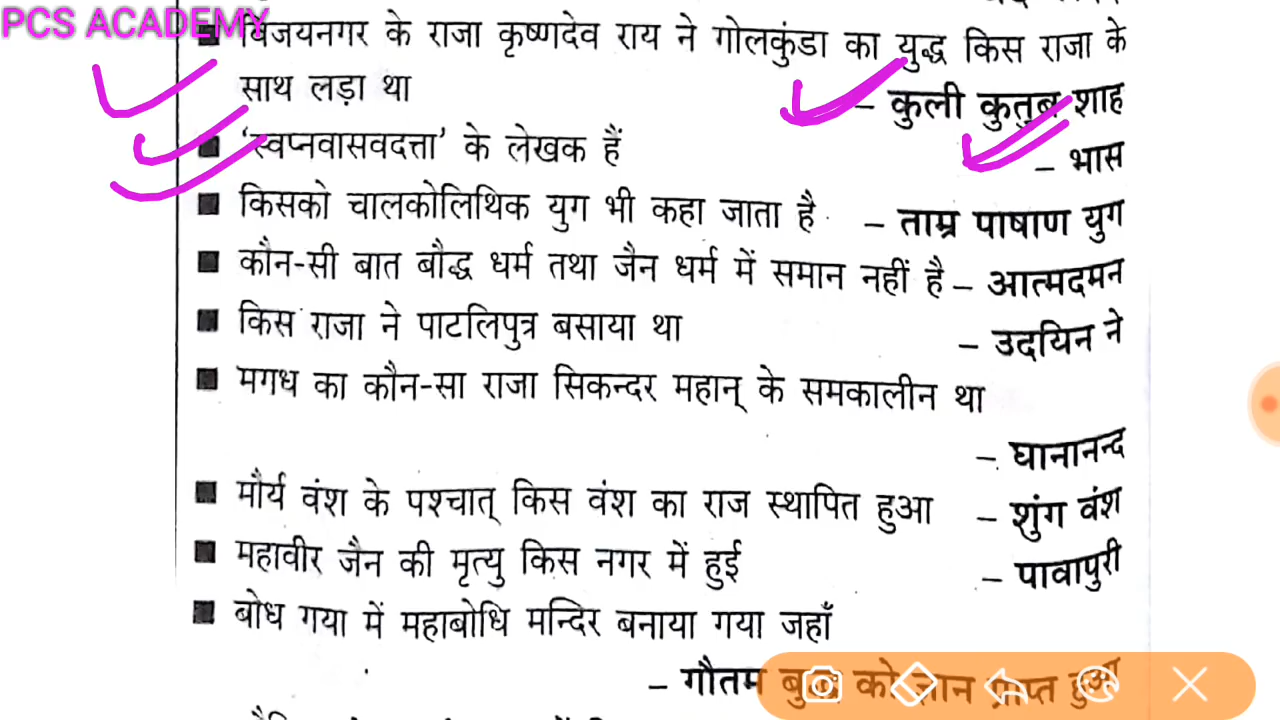 PCS ACADEMY
■ विजयनगर के राजा कृष्णदेव राय ने गोलकुंडा का युद्ध किस राजा के
साथ लड़ा था – कुली कुतुब शाह
■ 'स्वप्नवासवदत्ता' के लेखक हैं – भास
■ किसको चालकोलिथिक युग भी कहा जाता है – ताम्र पाषाण युग
■ कौन-सी बात बौद्ध धर्म तथा जैन धर्म में समान नहीं है – आत्मदमन
■ किस राजा ने पाटलिपुत्र बसाया था – उदयिन ने
■ मगध का कौन-सा राजा सिकन्दर महान् के समकालीन था
– घानानन्द
■ मौर्य वंश के पश्चात् किस वंश का राज स्थापित हुआ – शुंग वंश
■ महावीर जैन की मृत्यु किस नगर में हुई – पावापुरी
■ बोध गया में महाबोधि मन्दिर बनाया गया जहाँ
– गौतम बुद्ध को ज्ञान प्राप्त हुआ